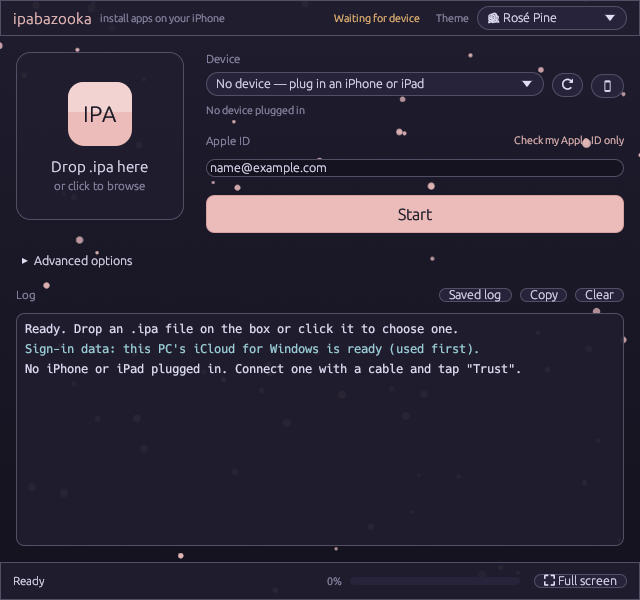 ipabazooka install apps on your iPhone Waiting for device Theme Rosé Pine
Device
IPA
No device — plug in an iPhone or iPad
No device plugged in
Apple ID Check my Apple ID only
Drop .ipa here
or click to browse
name@example.com
Start
Advanced options
Log Saved log Copy Clear
Ready. Drop an .ipa file on the box or click it to choose one.
Sign-in data: this PC's iCloud for Windows is ready (used first).
No iPhone or iPad plugged in. Connect one with a cable and tap "Trust".
Ready 0% Full screen